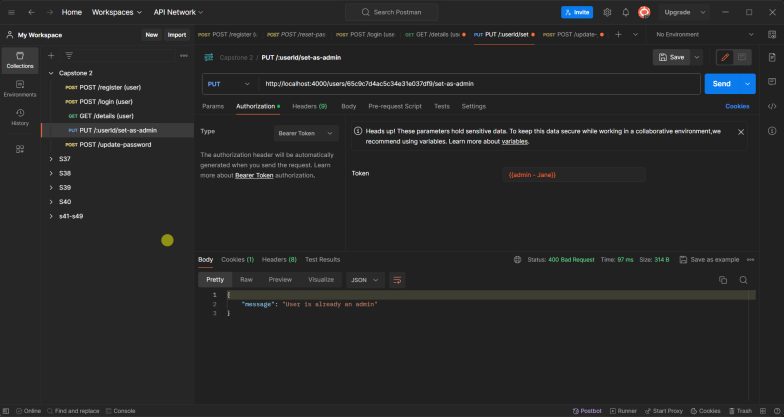 Home Workspaces API Network Search Postman Invite Upgrade
My Workspace New Import POST POST /register (u POST POST /reset-pas POST POST /login (use GET GET /details (use PUT PUT /:userId/set POST POST /update- No Environment
Collections
Environments
History
Capstone 2
POST POST /register (user)
POST POST /login (user)
GET GET /details (user)
PUT PUT /:userId/set-as-admin
POST POST /update-password
S37
S38
S39
S40
s41-s49
Capstone 2 / PUT /:userId/set-as-admin Save
PUT http://localhost:4000/users/65c9c7d4ac5c34e31e037df9/set-as-admin Send
Params Authorization Headers (9) Body Pre-request Script Tests Settings Cookies
Type Bearer Token
The authorization header will be automatically
generated when you send the request. Learn
more about Bearer Token authorization.
Heads up! These parameters hold sensitive data. To keep this data secure while working in a collaborative environment,we
recommend using variables. Learn more about variables.
Token {{admin - Jane}}
Body Cookies (1) Headers (8) Test Results Status: 400 Bad Request Time: 97 ms Size: 314 B Save as example
Pretty Raw Preview Visualize JSON
1 {
2 "message": "User is already an admin"
3 }
Online Find and replace Console Postbot Runner Start Proxy Cookies Trash